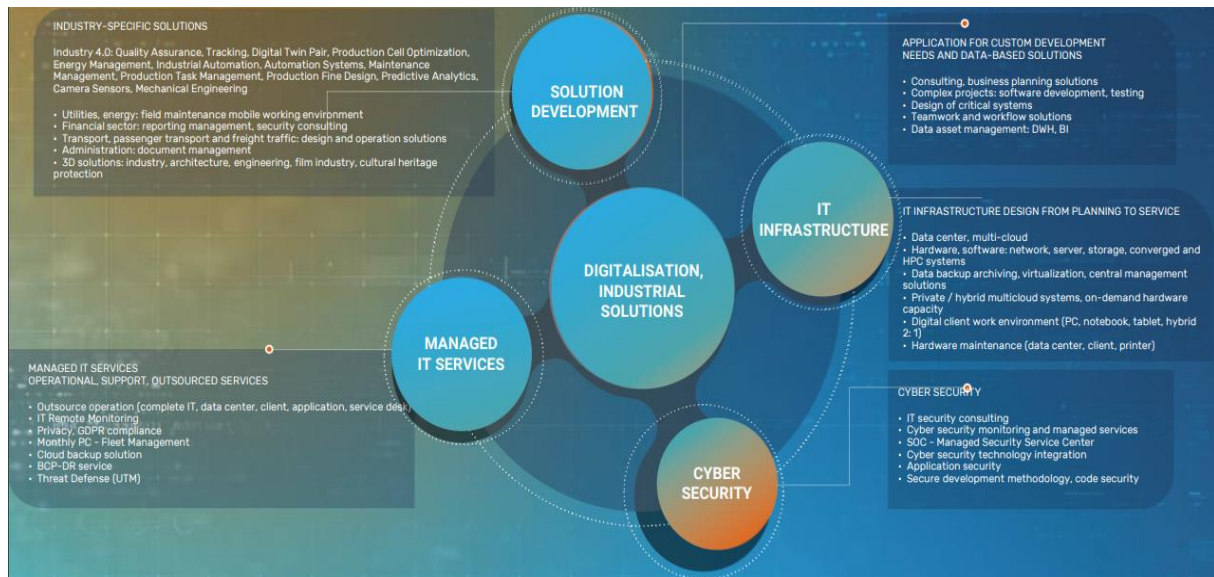 INDUSTRY-SPECIFIC SOLUTIONS
Industry 4.0: Quality Assurance, Tracking, Digital Twin Pair, Production Cell Optimization,
Energy Management, Industrial Automation, Automation Systems, Maintenance
Management, Production Task Management, Production Fine Design, Predictive Analytics,
Camera Sensors, Mechanical Engineering
• Utilities, energy: field maintenance mobile working environment
• Financial sector: reporting management, security consulting
• Transport, passenger transport and freight traffic: design and operation solutions
• Administration: document management
• 3D solutions: industry, architecture, engineering, film industry, cultural heritage
protection
SOLUTION
DEVELOPMENT
APPLICATION FOR CUSTOM DEVELOPMENT
NEEDS AND DATA-BASED SOLUTIONS
• Consulting, business planning solutions
• Complex projects: software development, testing
• Design of critical systems
• Teamwork and workflow solutions
• Data asset management: DWH, BI
IT
INFRASTRUCTURE
IT INFRASTRUCTURE DESIGN FROM PLANNING TO SERVICE
• Data center, multi-cloud
• Hardware, software: network, server, storage, converged and
HPC systems
• Data backup archiving, virtualization, central management
solutions
• Private / hybrid multicloud systems, on-demand hardware
capacity
• Digital client work environment (PC, notebook, tablet, hybrid
2: 1)
• Hardware maintenance (data center, client, printer)
DIGITALISATION,
INDUSTRIAL
SOLUTIONS
MANAGED
IT SERVICES
MANAGED IT SERVICES
OPERATIONAL, SUPPORT, OUTSOURCED SERVICES
• Outsource operation (complete IT, data center, client, application, service desk)
• IT Remote Monitoring
• Privacy, GDPR compliance
• Monthly PC - Fleet Management
• Cloud backup solution
• BCP-DR service
• Threat Defense (UTM)
CYBER
SECURITY
CYBER SECURITY
• IT security consulting
• Cyber security monitoring and managed services
• SOC - Managed Security Service Center
• Cyber security technology integration
• Application security
• Secure development methodology, code security